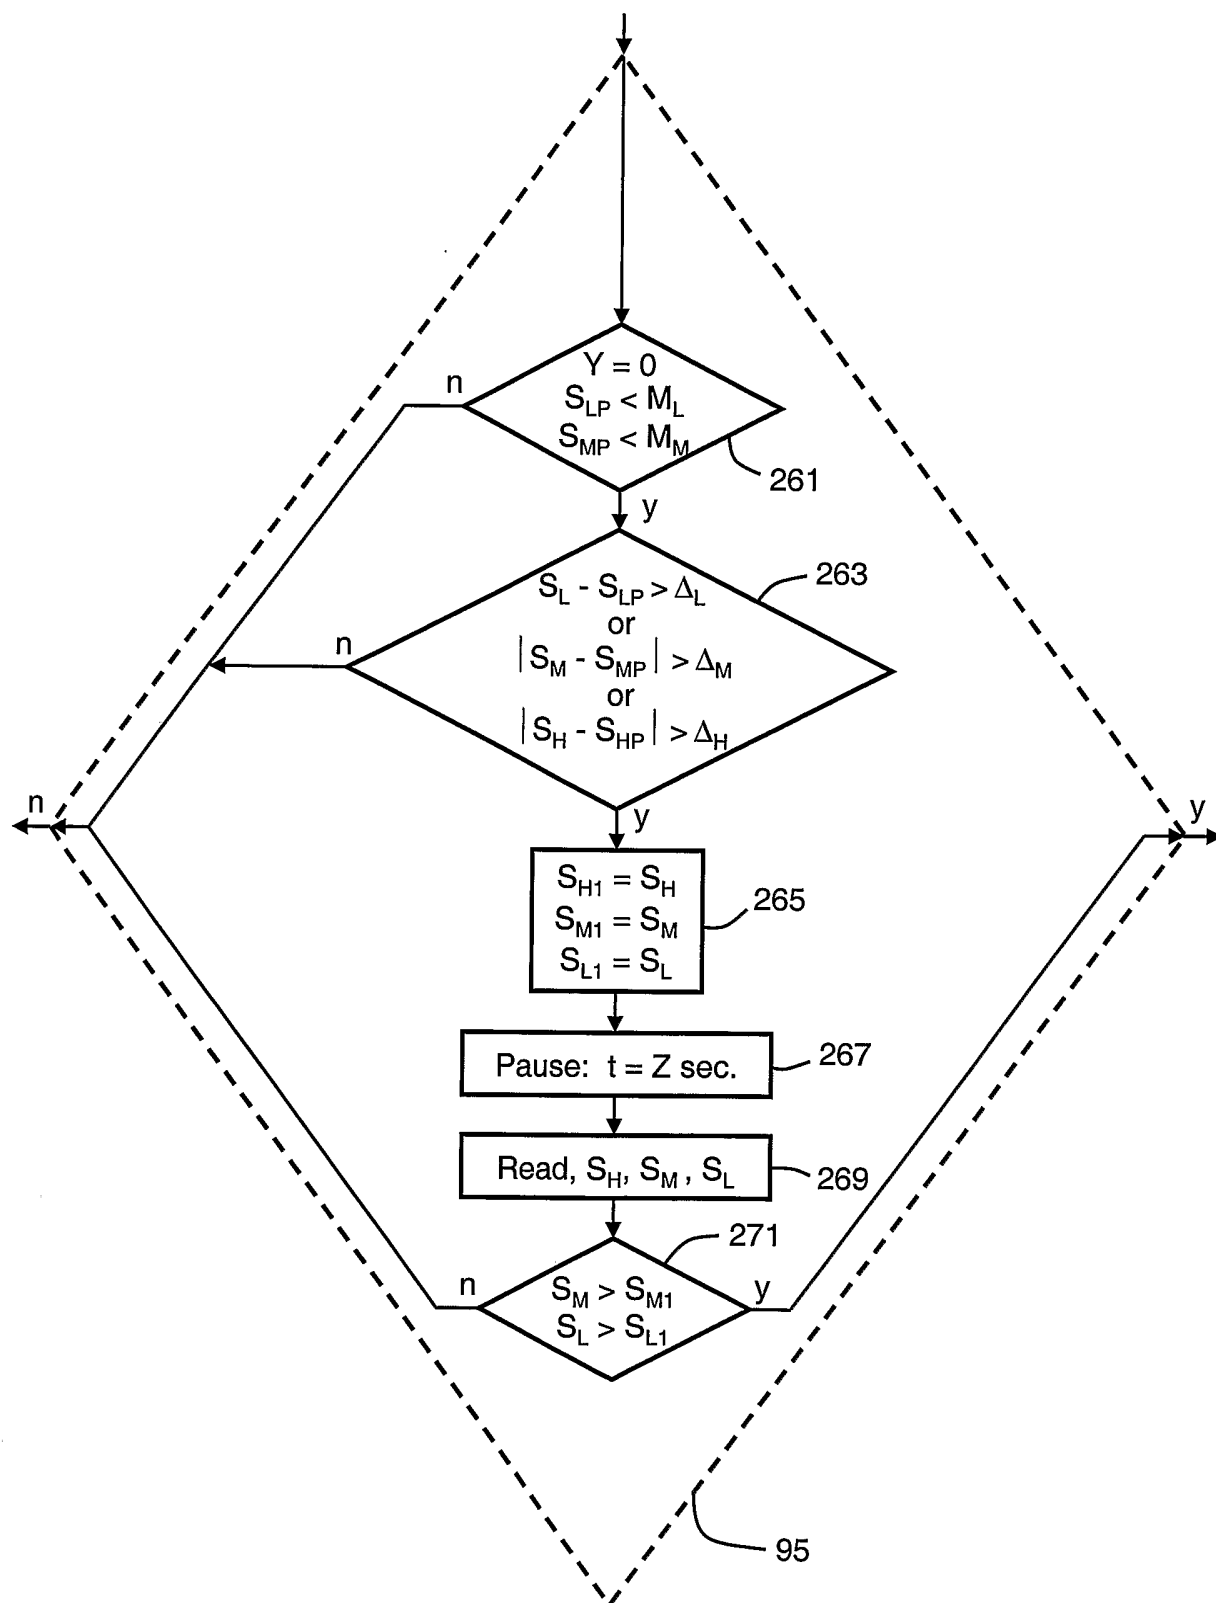 Y = 0
n
S_LP < M_L
S_MP < M_M
261
y
263
S_L - S_LP > Δ_L
or
n
|S_M - S_MP| > Δ_M
or
|S_H - S_HP| > Δ_H
n
y
y
S_H1 = S_H
265
S_M1 = S_M
S_L1 = S_L
Pause: t = Z sec.
267
Read, S_H, S_M , S_L
269
271
n
S_M > S_M1
y
S_L > S_L1
95